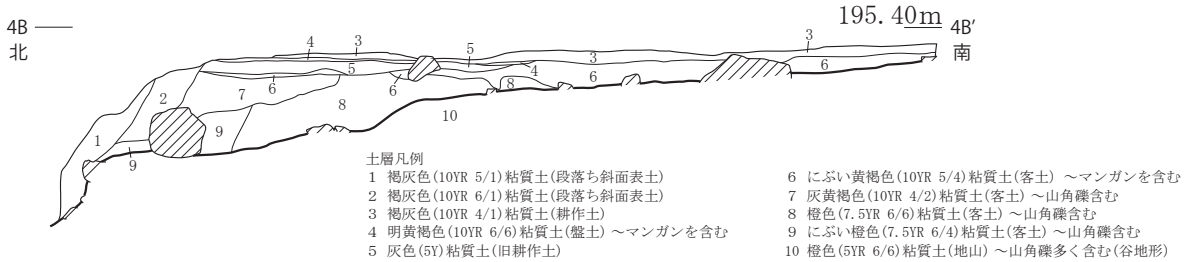 4B
北
195.40m 4B′
南
3
4 3 5
3
6
5
4
6
6
8
6
7
2
8
10
9
1
9
土層凡例
1 褐灰色(10YR 5/1)粘質土(段落ち斜面表土)
2 褐灰色(10YR 6/1)粘質土(段落ち斜面表土)
3 褐灰色(10YR 4/1)粘質土(耕作土)
4 明黄褐色(10YR 6/6)粘質土(盤土) ～マンガンを含む
5 灰色(5Y)粘質土(旧耕作土)
6 にぶい黄褐色(10YR 5/4)粘質土(客土) ～マンガンを含む
7 灰黄褐色(10YR 4/2)粘質土(客土) ～山角礫含む
8 橙色(7.5YR 6/6)粘質土(客土) ～山角礫含む
9 にぶい橙色(7.5YR 6/4)粘質土(客土) ～山角礫含む
10 橙色(5YR 6/6)粘質土(地山) ～山角礫多く含む(谷地形)